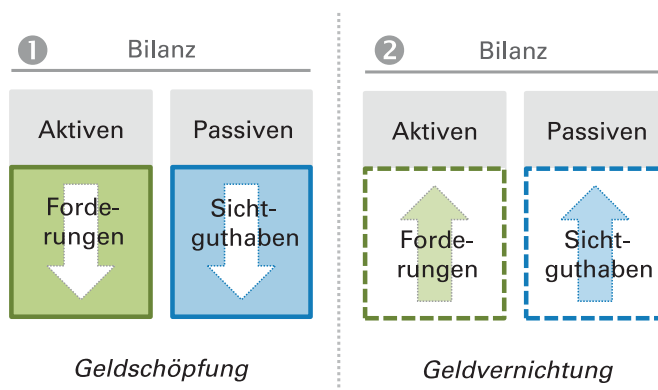 1 Bilanz
Aktiven Passiven
Forde-
rungen
Sicht-
guthaben
Geldschöpfung
2 Bilanz
Aktiven Passiven
Forde-
rungen
Sicht-
guthaben
Geldvernichtung